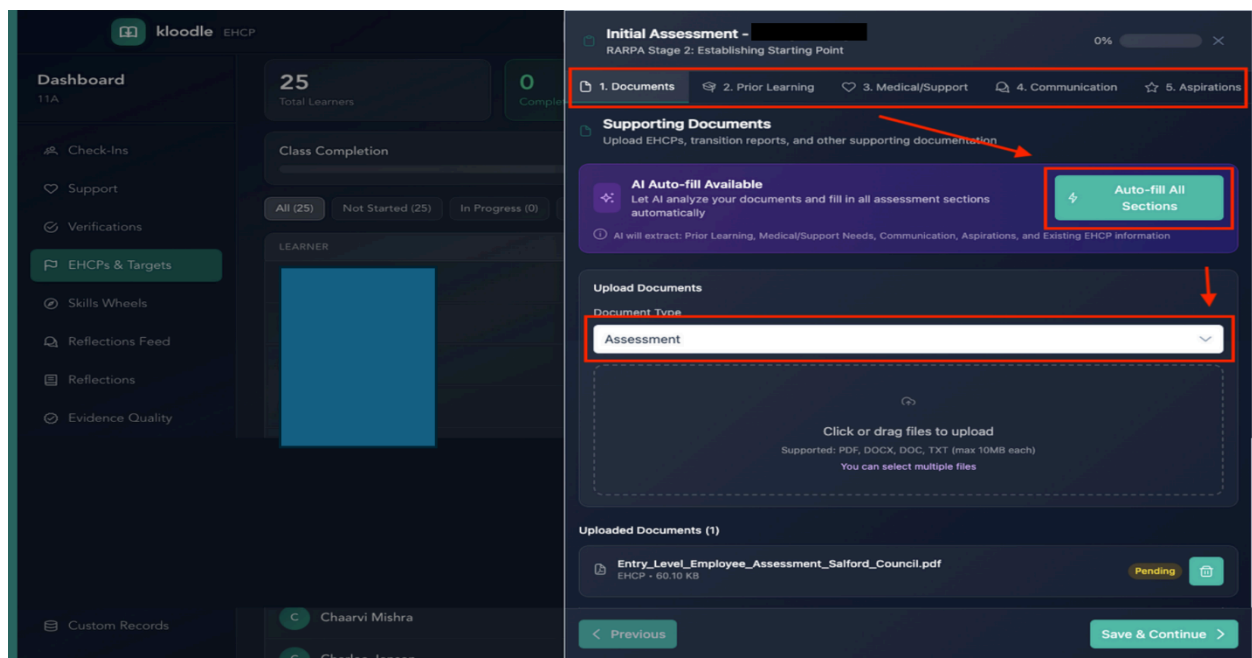 kloodle EHCP
Dashboard
11A
Check-Ins
Support
Verifications
EHCPs & Targets
Skills Wheels
Reflections Feed
Reflections
Evidence Quality
Custom Records
25
Total Learners
0
Class Completion
All (25) Not Started (25) In Progress (0)
LEARNER
C Chaarvi Mishra
Initial Assessment -
RARPA Stage 2: Establishing Starting Point
0%
1. Documents 2. Prior Learning 3. Medical/Support 4. Communication 5. Aspirations
Supporting Documents
Upload EHCPs, transition reports, and other supporting documentation
AI Auto-fill Available
Let AI analyze your documents and fill in all assessment sections
automatically
Auto-fill All
Sections
AI will extract: Prior Learning, Medical/Support Needs, Communication, Aspirations, and Existing EHCP information
Upload Documents
Document Type
Assessment
Click or drag files to upload
Supported: PDF, DOCX, DOC, TXT (max 10MB each)
You can select multiple files
Uploaded Documents (1)
Entry_Level_Employee_Assessment_Salford_Council.pdf
EHCP • 60.10 KB
Pending
Previous
Save & Continue